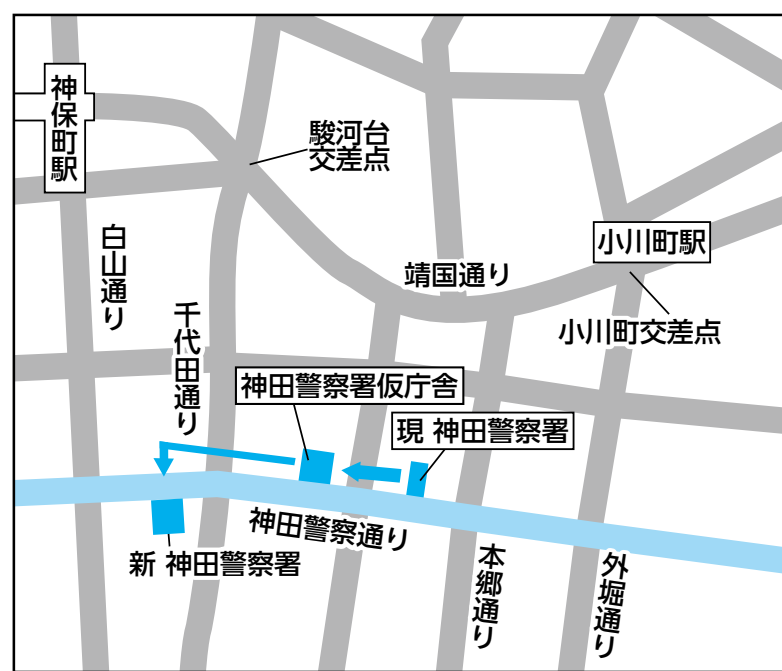 神保町駅
駿河台
交差点
白山通り
靖国通り
小川町駅
千代田通り
小川町交差点
神田警察署仮庁舎
現 神田警察署
神田警察通り
新 神田警察署
本郷通り
外堀通り